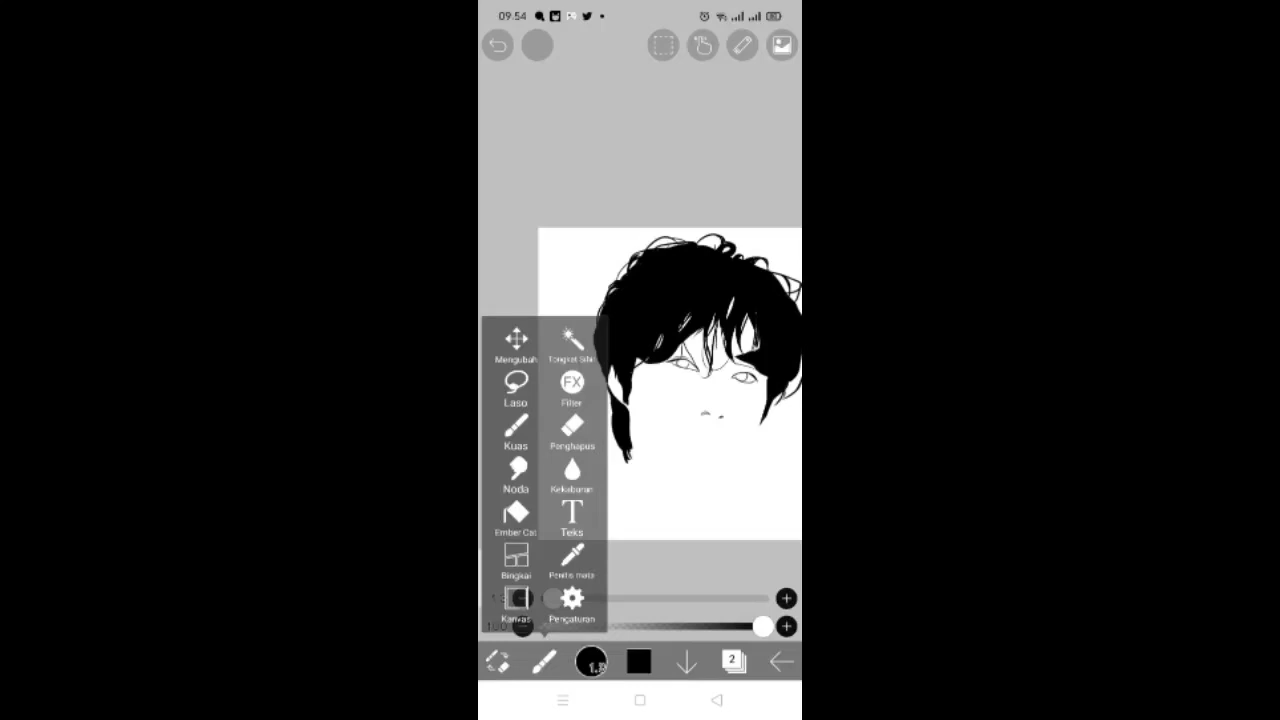 09.54
Mengubah
Tongkat Sihir
Laso
FX
Filter
Kuas
Penghapus
Noda
Kekaburan
Ember Cat
T
Teks
Bingkai
Penetes mata
Kanvas
Pengaturan
2